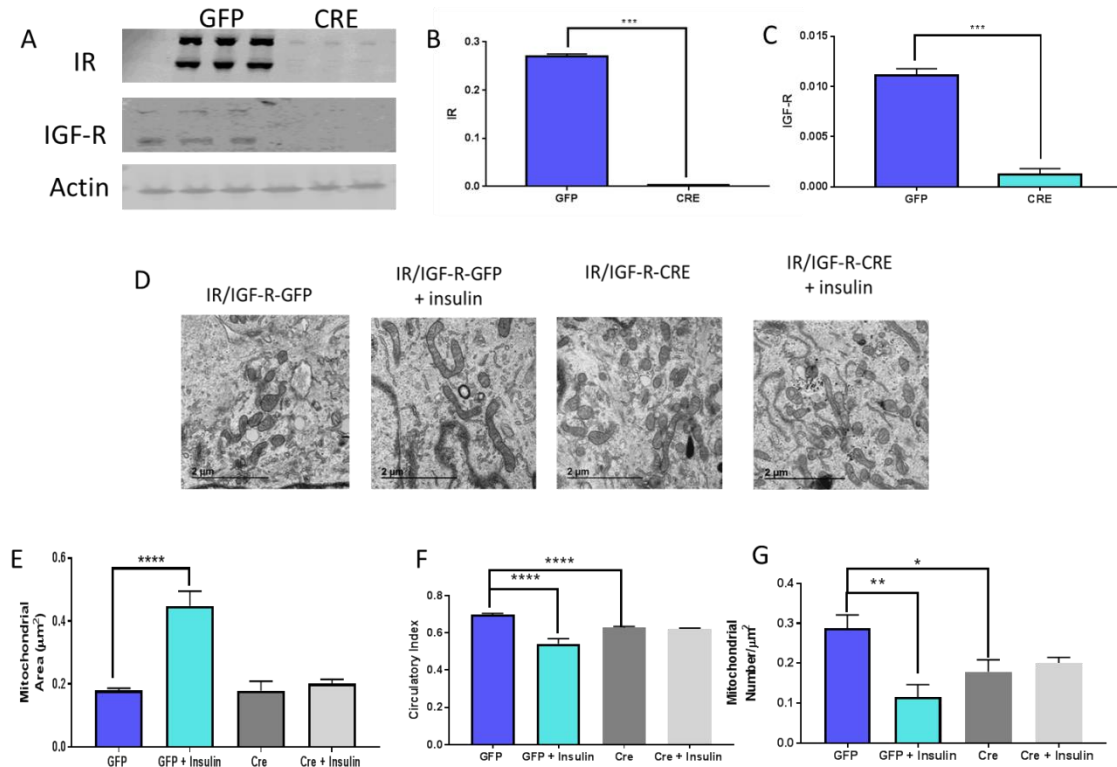 A
GFP CRE
IR
IGF-R
Actin
B
***
IR
0.3
0.2
0.1
0.0
GFP CRE
C
***
IGF-R
0.015
0.010
0.005
0.000
GFP CRE
D
IR/IGF-R-GFP
IR/IGF-R-GFP
+ insulin
IR/IGF-R-CRE
IR/IGF-R-CRE
+ insulin
2 μm
2 μm
2 μm
2 μm
E
****
Mitochondrial
Area (μm²)
0.6
0.4
0.2
0.0
GFP GFP + Insulin Cre Cre + Insulin
F
****
****
Circulatory Index
0.8
0.6
0.4
0.2
0.0
GFP GFP + Insulin Cre Cre + Insulin
G
*
**
Mitochondrial
Number/μm²
0.4
0.3
0.2
0.1
0.0
GFP GFP + Insulin Cre Cre + Insulin